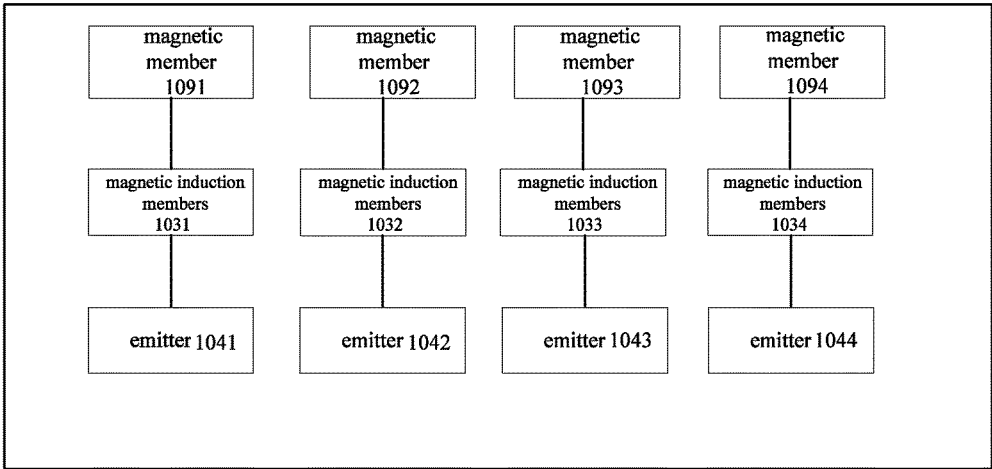 magnetic
member
1091
magnetic
member
1092
magnetic
member
1093
magnetic
member
1094
magnetic induction
members
1031
magnetic induction
members
1032
magnetic induction
members
1033
magnetic induction
members
1034
emitter 1041
emitter 1042
emitter 1043
emitter 1044